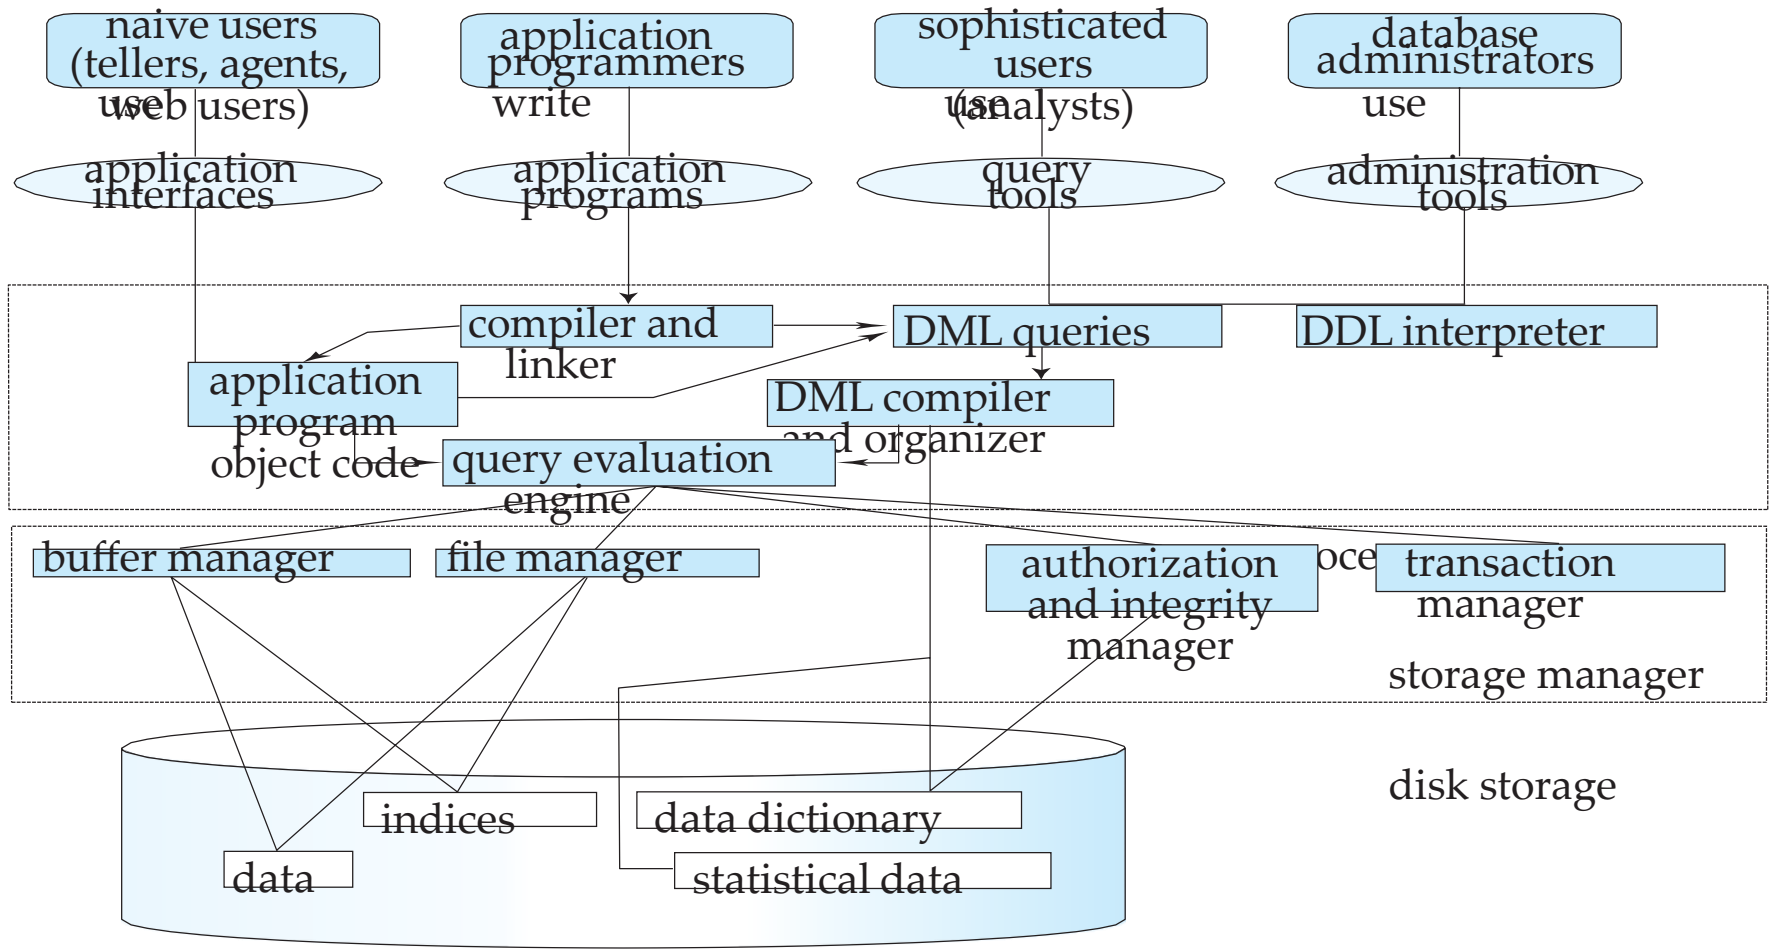 naive users
(tellers, agents,
web users)
application
programmers
sophisticated
users
(analysts)
database
administrators
use
write
use
use
application
interfaces
application
programs
query
tools
administration
tools
compiler and
linker
DML queries
DDL interpreter
application
program
object code
DML compiler
and organizer
query evaluation
engine
buffer manager
file manager
authorization
and integrity
manager
transaction
manager
storage manager
disk storage
indices
data dictionary
data
statistical data